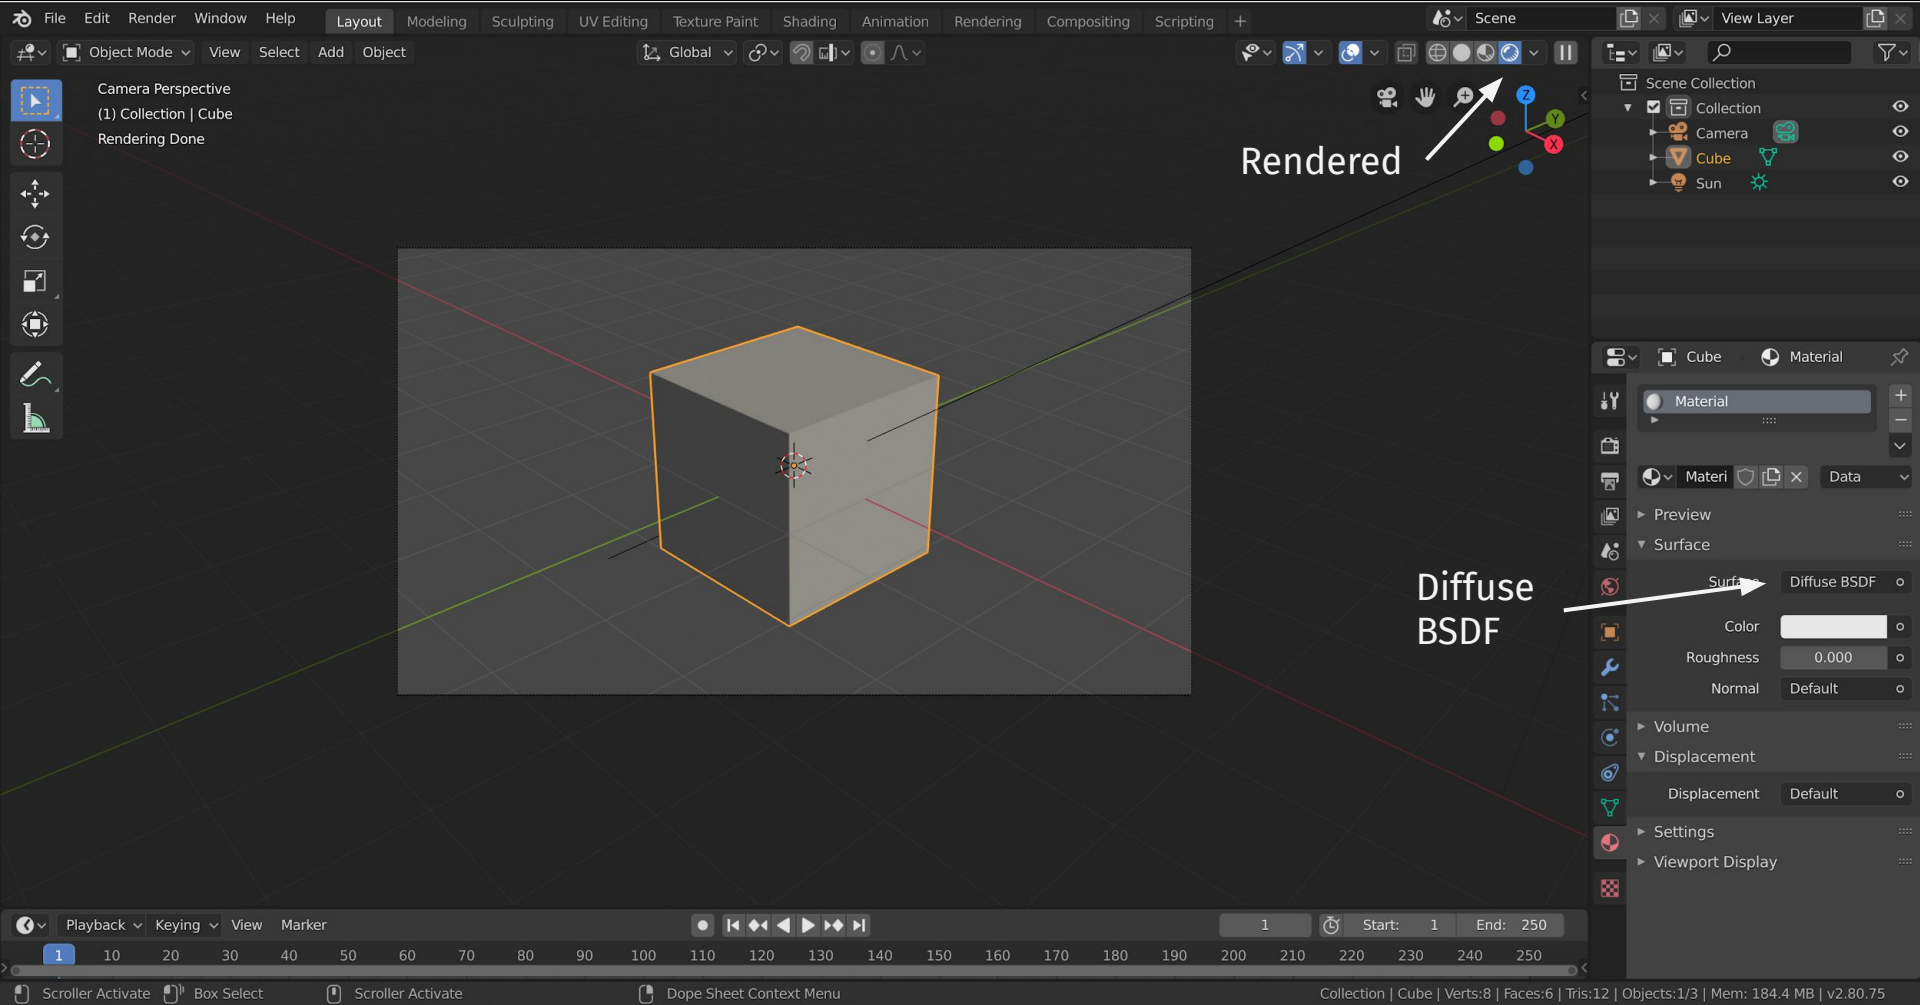 File Edit Render Window Help Layout Modeling Sculpting UV Editing Texture Paint Shading Animation Rendering Compositing Scripting + Scene View Layer
Object Mode View Select Add Object Global
Camera Perspective
(1) Collection | Cube
Rendering Done
Rendered
Z
Y
X
Scene Collection
Collection
Camera
Cube
Sun
Diffuse
BSDF
Cube Material
Material
Materi Data
Preview
Surface
Diffuse BSDF
Color
Roughness 0.000
Normal Default
Volume
Displacement
Displacement Default
Settings
Viewport Display
Playback Keying View Marker 1 Start: 1 End: 250
1 10 20 30 40 50 60 70 80 90 100 110 120 130 140 150 160 170 180 190 200 210 220 230 240 250
Scroller Activate Box Select Scroller Activate Dope Sheet Context Menu Collection | Cube | Verts:8 | Faces:6 | Tris:12 | Objects:1/3 | Mem: 184.4 MB | v2.80.75